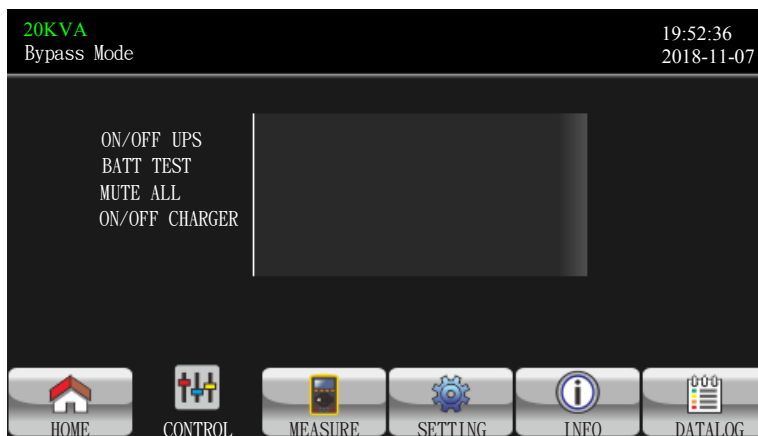 20KVA
Bypass Mode
19:52:36
2018-11-07
ON/OFF UPS
BATT TEST
MUTE ALL
ON/OFF CHARGER
HOME
CONTROL
MEASURE
SETTING
INFO
DATALOG